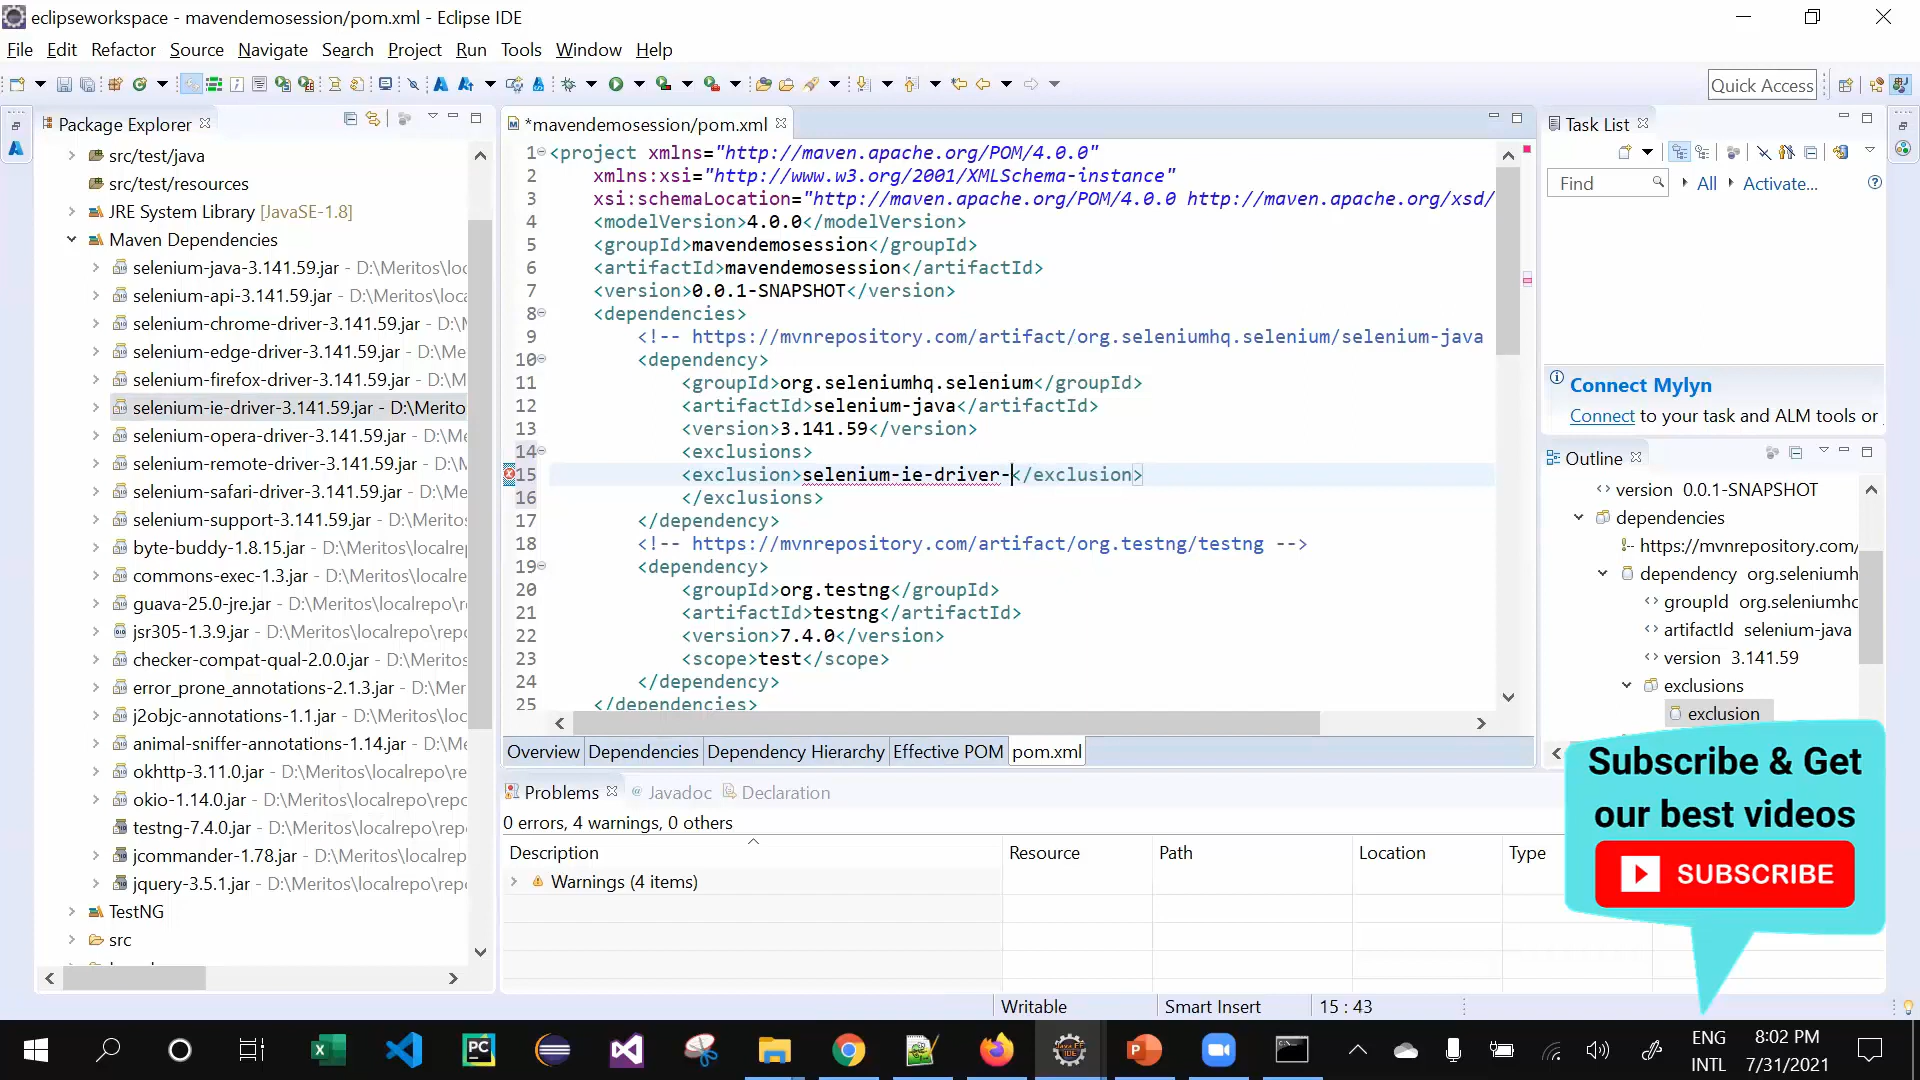 eclipseworkspace - mavendemosession/pom.xml - Eclipse IDE
File Edit Refactor Source Navigate Search Project Run Tools Window Help
Quick Access
Package Explorer
src/test/java
src/test/resources
JRE System Library [JavaSE-1.8]
Maven Dependencies
selenium-java-3.141.59.jar - D:\Meritos\loc
selenium-api-3.141.59.jar - D:\Meritos\loca
selenium-chrome-driver-3.141.59.jar - D:\M
selenium-edge-driver-3.141.59.jar - D:\Me
selenium-firefox-driver-3.141.59.jar - D:\M
selenium-ie-driver-3.141.59.jar - D:\Merito
selenium-opera-driver-3.141.59.jar - D:\Me
selenium-remote-driver-3.141.59.jar - D:\M
selenium-safari-driver-3.141.59.jar - D:\Me
selenium-support-3.141.59.jar - D:\Meritos
byte-buddy-1.8.15.jar - D:\Meritos\localrep
commons-exec-1.3.jar - D:\Meritos\localre
guava-25.0-jre.jar - D:\Meritos\localrepo\re
jsr305-1.3.9.jar - D:\Meritos\localrepo\repo
checker-compat-qual-2.0.0.jar - D:\Meritos
error_prone_annotations-2.1.3.jar - D:\Mer
j2objc-annotations-1.1.jar - D:\Meritos\loc
animal-sniffer-annotations-1.14.jar - D:\Me
okhttp-3.11.0.jar - D:\Meritos\localrepo\re
okio-1.14.0.jar - D:\Meritos\localrepo\repo
testng-7.4.0.jar - D:\Meritos\localrepo\repo
jcommander-1.78.jar - D:\Meritos\localrep
jquery-3.5.1.jar - D:\Meritos\localrepo\rep
TestNG
src
*mavendemosession/pom.xml
1 <project xmlns="http://maven.apache.org/POM/4.0.0"
2 xmlns:xsi="http://www.w3.org/2001/XMLSchema-instance"
3 xsi:schemaLocation="http://maven.apache.org/POM/4.0.0 http://maven.apache.org/xsd/
4 <modelVersion>4.0.0</modelVersion>
5 <groupId>mavendemosession</groupId>
6 <artifactId>mavendemosession</artifactId>
7 <version>0.0.1-SNAPSHOT</version>
8 <dependencies>
9 <!-- https://mvnrepository.com/artifact/org.seleniumhq.selenium/selenium-java
10 <dependency>
11 <groupId>org.seleniumhq.selenium</groupId>
12 <artifactId>selenium-java</artifactId>
13 <version>3.141.59</version>
14 <exclusions>
15 <exclusion>selenium-ie-driver-</exclusion>
16 </exclusions>
17 </dependency>
18 <!-- https://mvnrepository.com/artifact/org.testng/testng -->
19 <dependency>
20 <groupId>org.testng</groupId>
21 <artifactId>testng</artifactId>
22 <version>7.4.0</version>
23 <scope>test</scope>
24 </dependency>
25 </dependencies>
Overview Dependencies Dependency Hierarchy Effective POM pom.xml
Problems Javadoc Declaration
0 errors, 4 warnings, 0 others
Description Resource Path Location Type
Warnings (4 items)
Task List
Find All Activate...
Connect Mylyn
Connect to your task and ALM tools or
Outline
version 0.0.1-SNAPSHOT
dependencies
https://mvnrepository.com/
dependency org.seleniumh
groupId org.seleniumhc
artifactId selenium-java
version 3.141.59
exclusions
exclusion
Subscribe & Get
our best videos
SUBSCRIBE
Writable Smart Insert 15 : 43
ENG
INTL
8:02 PM
7/31/2021